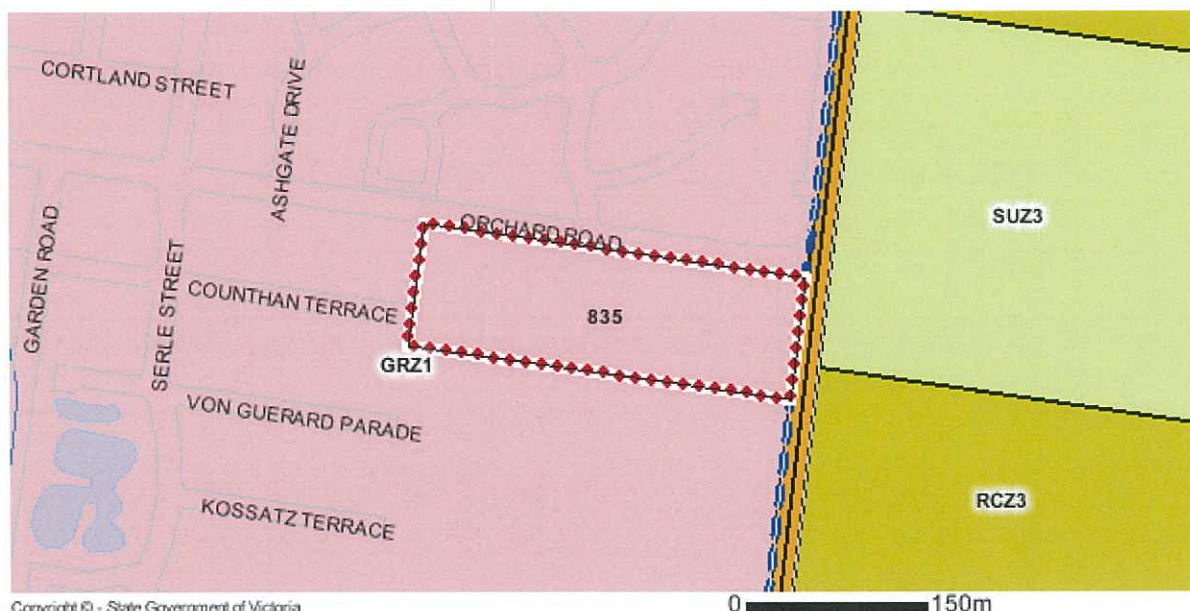 CORTLAND STREET
ASHGATE DRIVE
GARDEN ROAD
SERLE STREET
ORCHARD ROAD
SUZ3
COUNTHAN TERRACE
835
GRZ1
VON GUERARD PARADE
KOSSATZ TERRACE
RCZ3
Copyright © - State Government of Victoria
0 150m